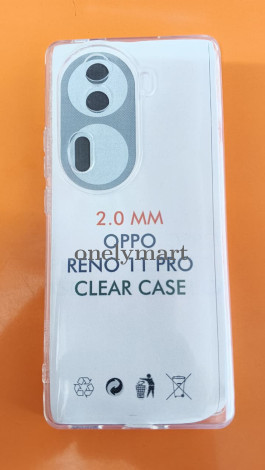 2.0 MM
OPPO
onelymart
RENO 11 PRO
CLEAR CASE